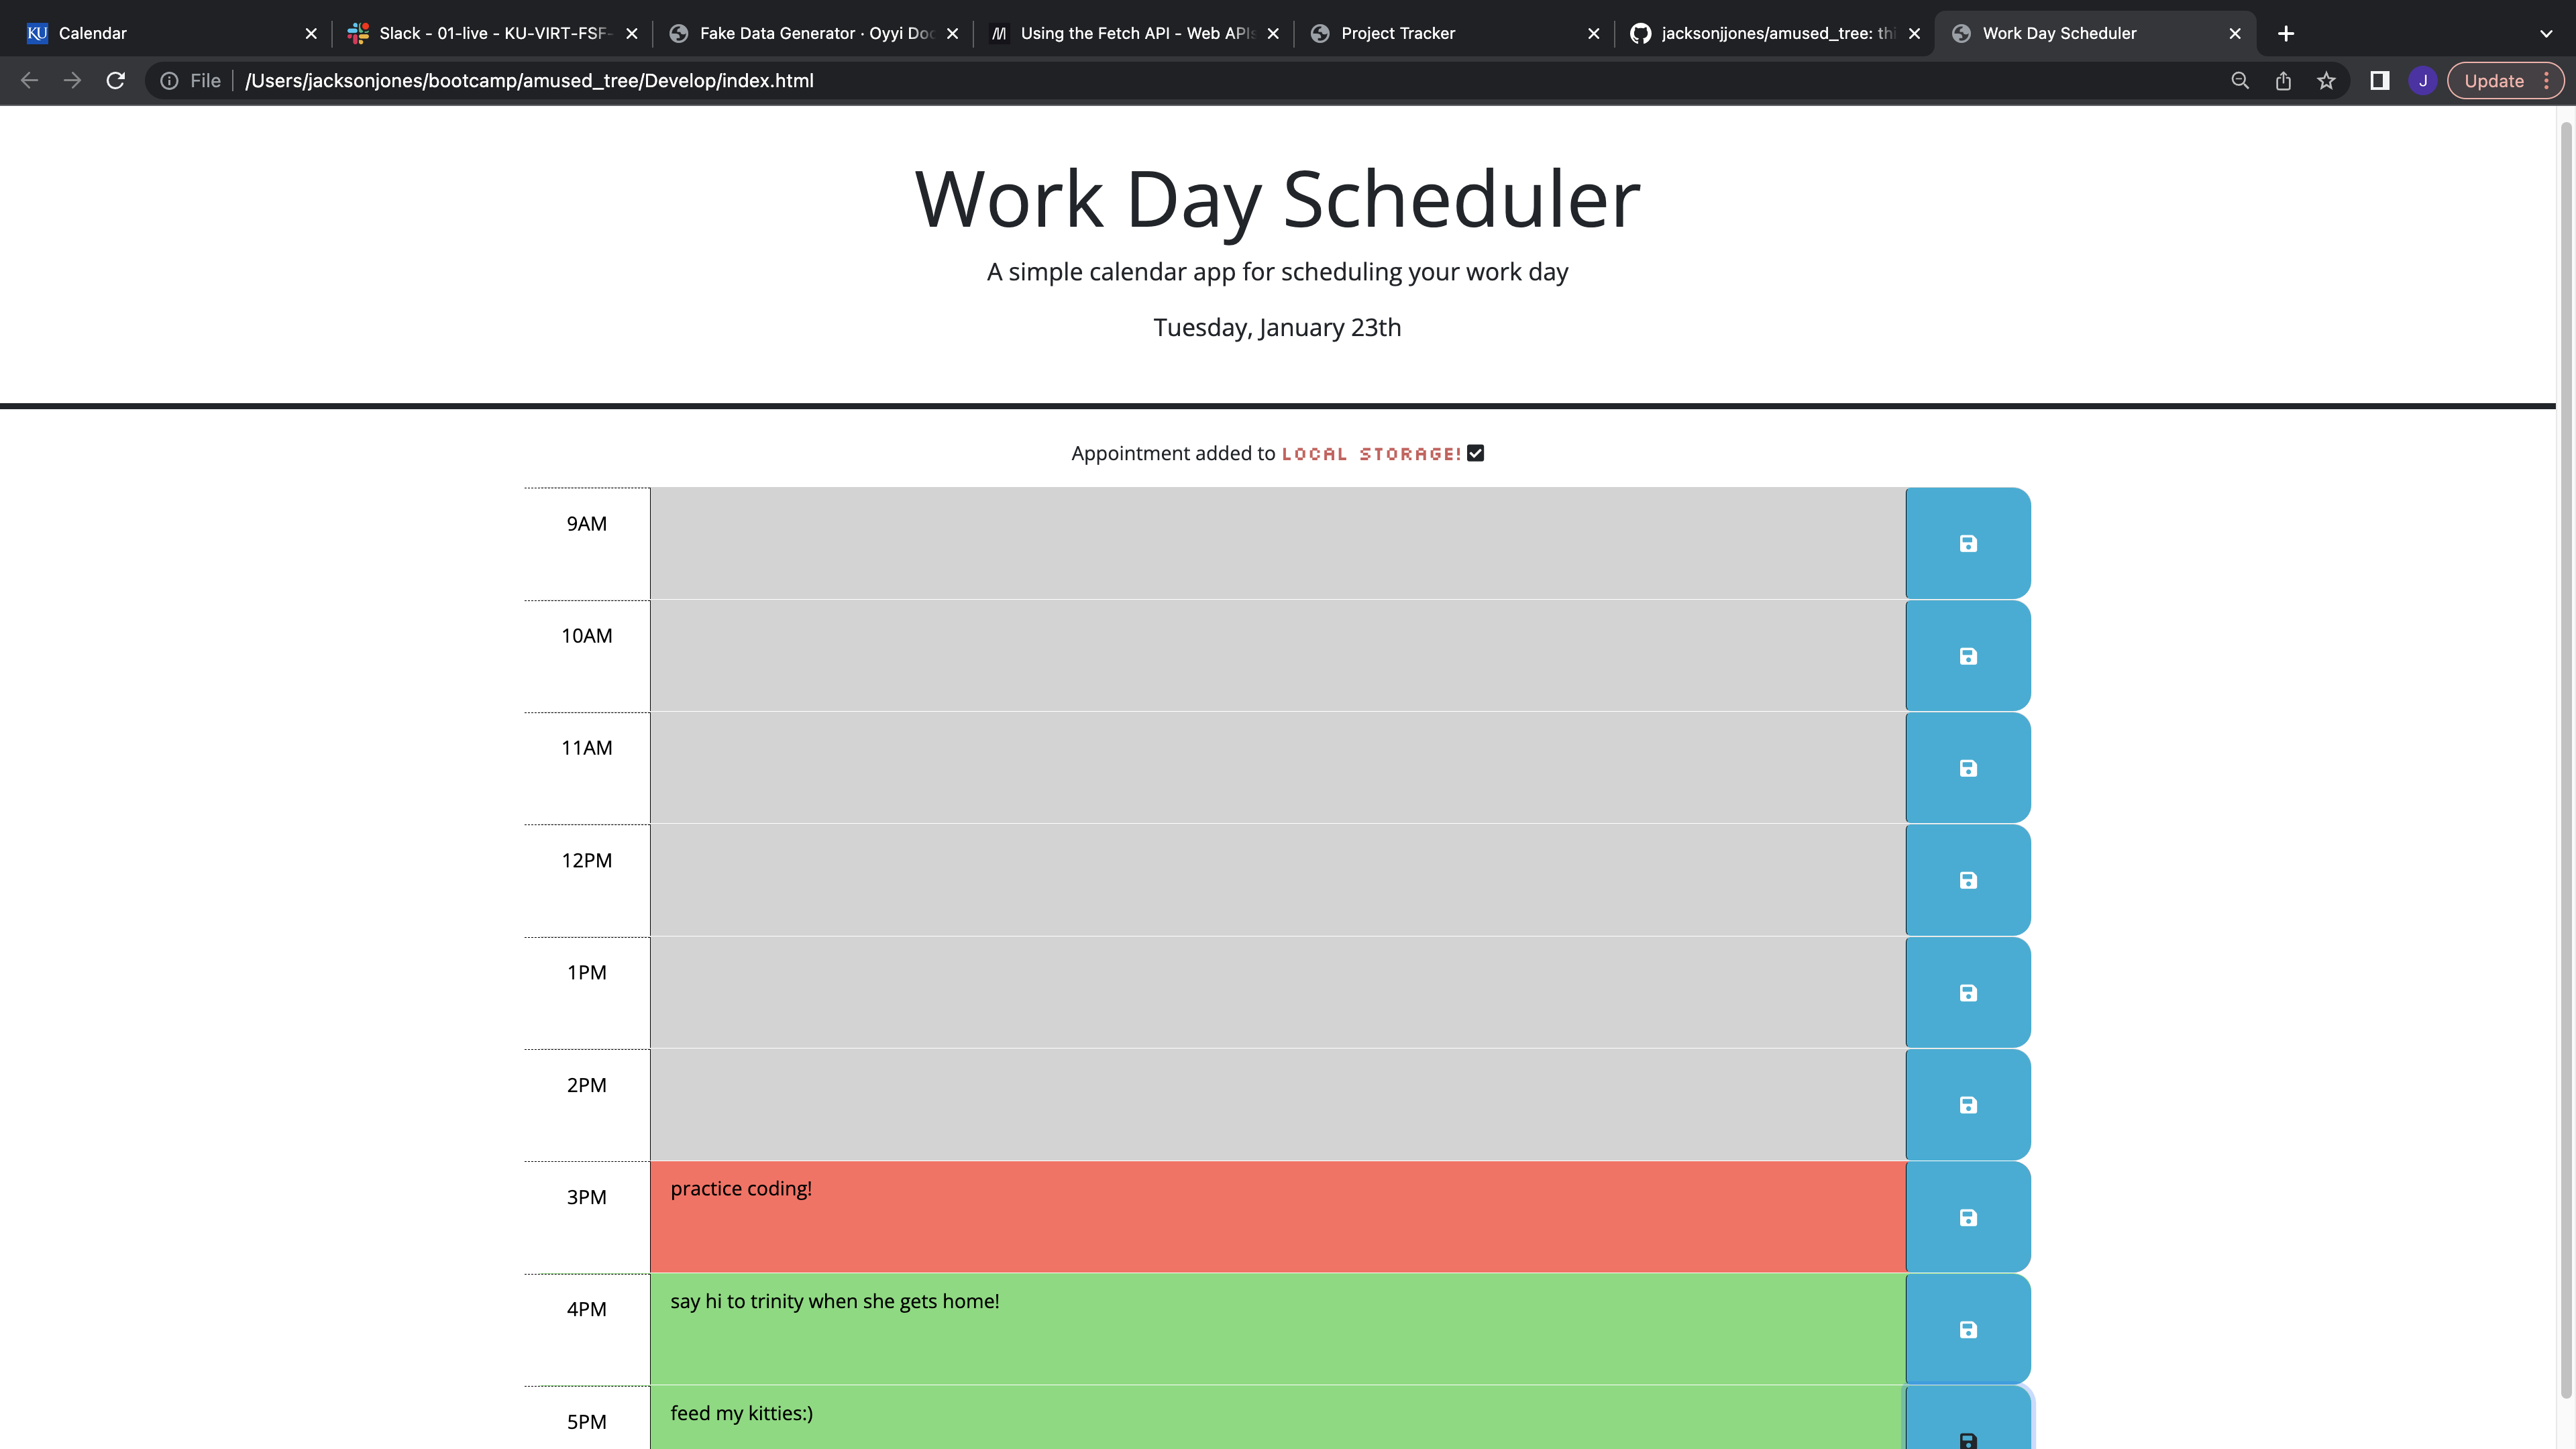 KU Calendar
Slack - 01-live - KU-VIRT-FSF-
Fake Data Generator · Oyyi Doc
Using the Fetch API - Web APIs
Project Tracker
jacksonjjones/amused_tree: thi
Work Day Scheduler
File /Users/jacksonjones/bootcamp/amused_tree/Develop/index.html
J
Update
Work Day Scheduler
A simple calendar app for scheduling your work day
Tuesday, January 23th
Appointment added to LOCAL STORAGE!
9AM
10AM
11AM
12PM
1PM
2PM
3PM practice coding!
4PM say hi to trinity when she gets home!
5PM feed my kitties:)